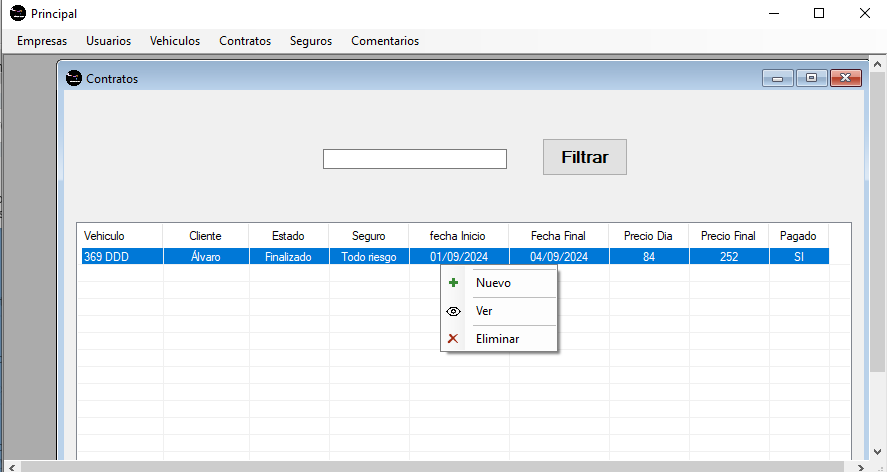 Principal
Empresas Usuarios Vehiculos Contratos Seguros Comentarios
Contratos
Filtrar
Vehiculo Cliente Estado Seguro fecha Inicio Fecha Final Precio Dia Precio Final Pagado
369 DDD Álvaro Finalizado Todo riesgo 01/09/2024 04/09/2024 84 252 SI
Nuevo
Ver
Eliminar